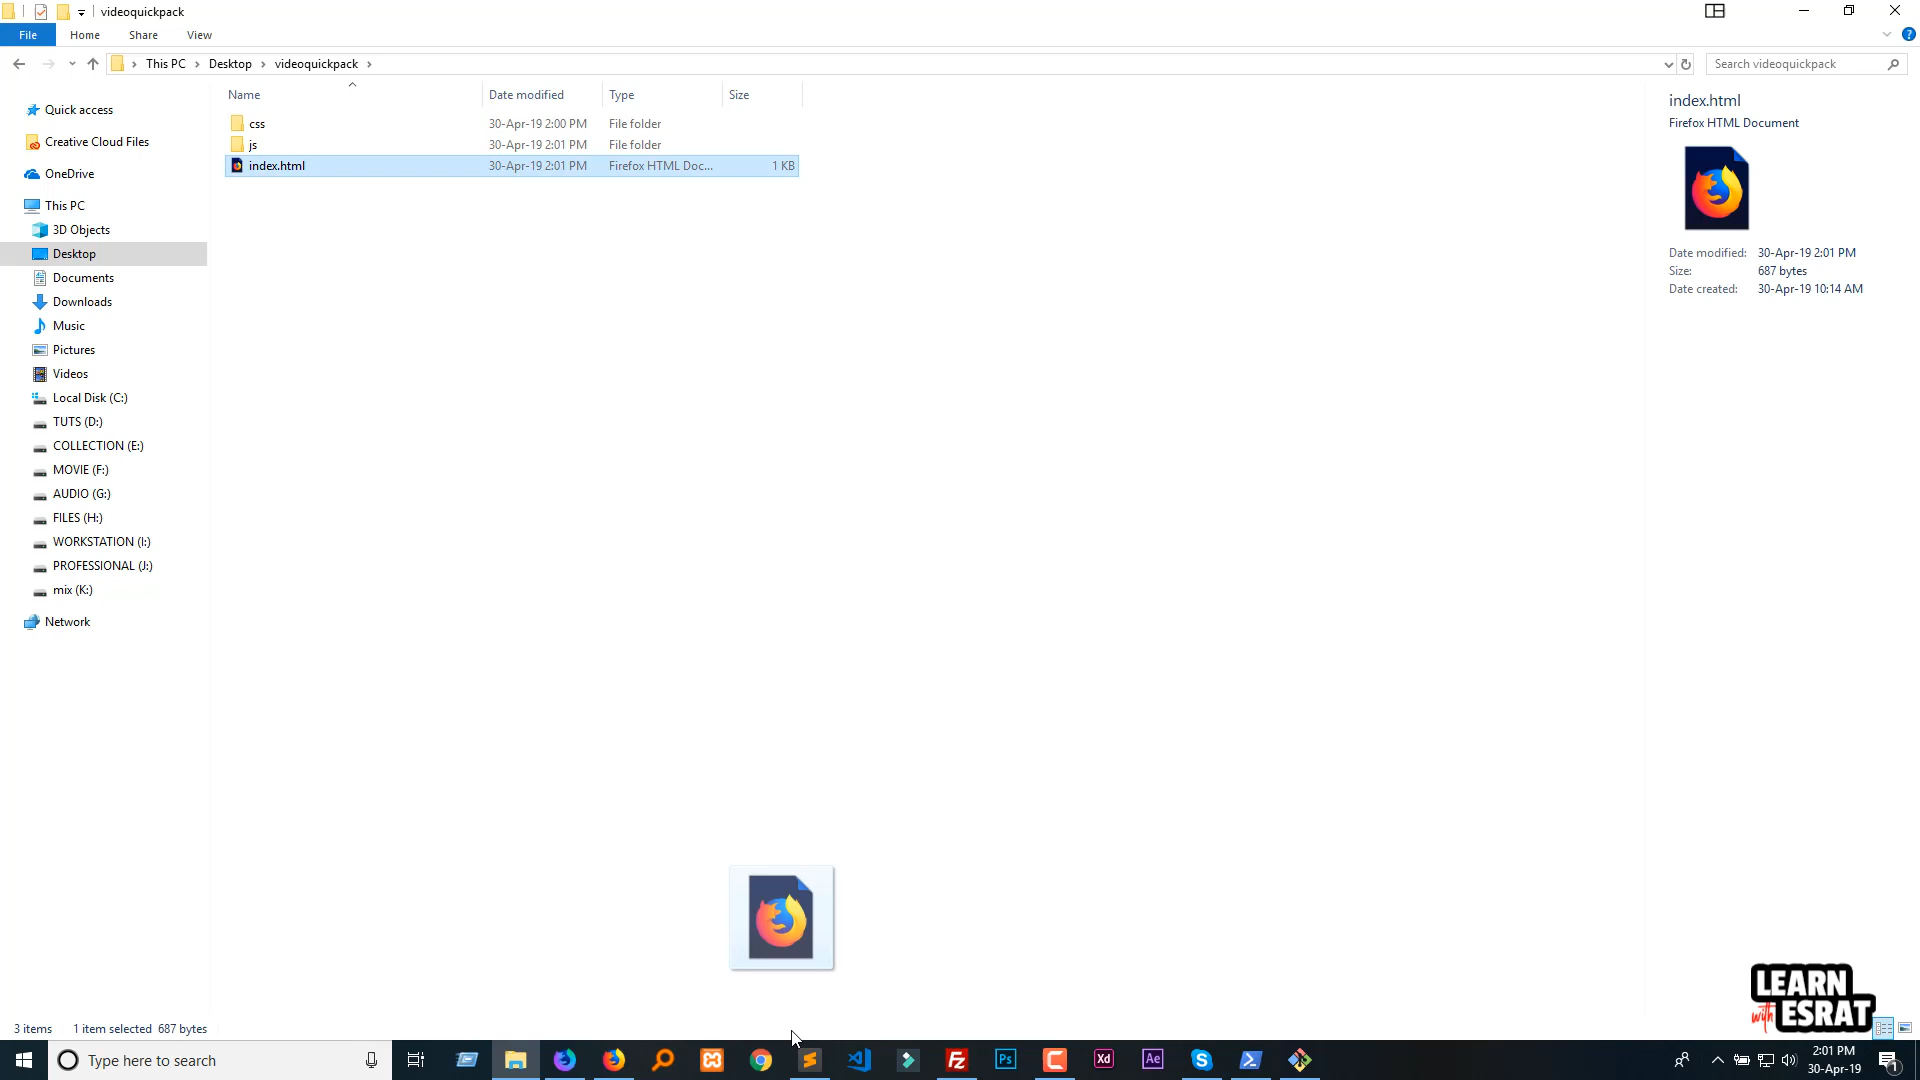 videoquickpack
File Home Share View
This PC Desktop videoquickpack
Search videoquickpack
Name Date modified Type Size
css 30-Apr-19 2:00 PM File folder
js 30-Apr-19 2:01 PM File folder
index.html 30-Apr-19 2:01 PM Firefox HTML Doc... 1 KB
Quick access
Creative Cloud Files
OneDrive
This PC
3D Objects
Desktop
Documents
Downloads
Music
Pictures
Videos
Local Disk (C:)
TUTS (D:)
COLLECTION (E:)
MOVIE (F:)
AUDIO (G:)
FILES (H:)
WORKSTATION (I:)
PROFESSIONAL (J:)
mix (K:)
Network
index.html
Firefox HTML Document
Date modified: 30-Apr-19 2:01 PM
Size: 687 bytes
Date created: 30-Apr-19 10:14 AM
LEARN
with ESRAT
3 items 1 item selected 687 bytes
Type here to search
Fz
Ps
Xd
Ae
2:01 PM
30-Apr-19
1